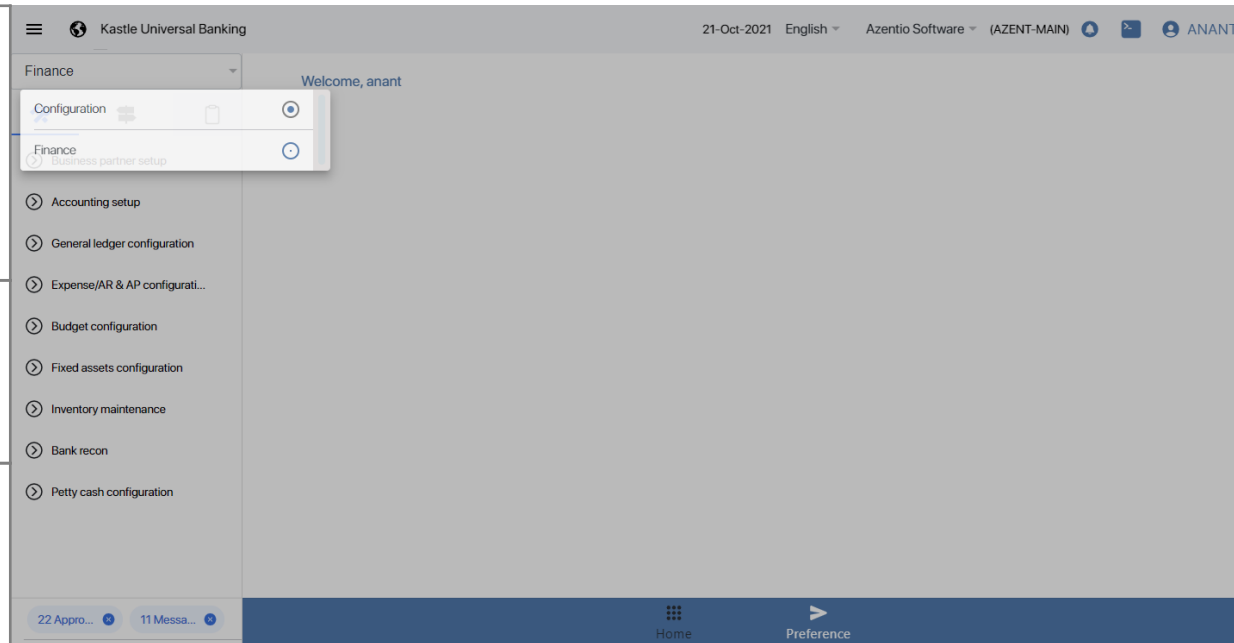 Kastle Universal Banking
21-Oct-2021 English Azentio Software (AZENT-MAIN) ANANT
Finance
Welcome, anant
Configuration
Finance
Business partner setup
Accounting setup
General ledger configuration
Expense/AR & AP configurati...
Budget configuration
Fixed assets configuration
Inventory maintenance
Bank recon
Petty cash configuration
22 Appro... 11 Messa...
Home Preference